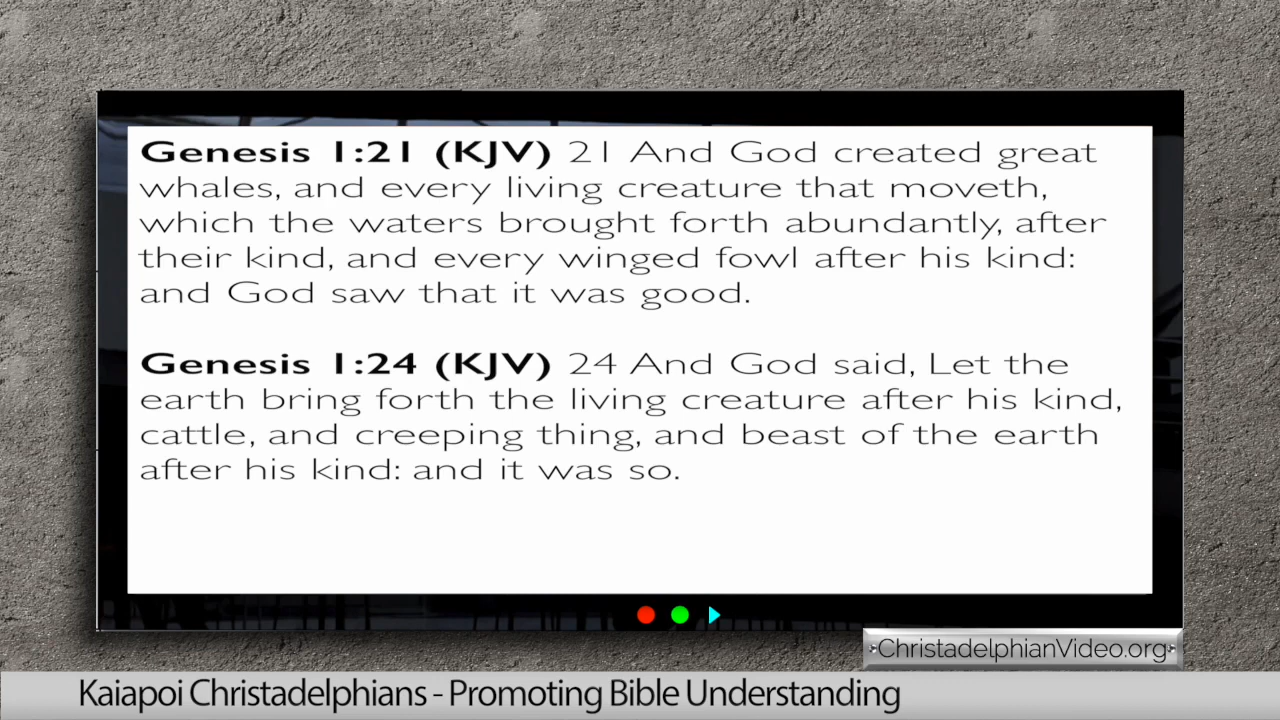 Genesis 1:21 (KJV) 21 And God created great
whales, and every living creature that moveth,
which the waters brought forth abundantly, after
their kind, and every winged fowl after his kind:
and God saw that it was good.
Genesis 1:24 (KJV) 24 And God said, Let the
earth bring forth the living creature after his kind,
cattle, and creeping thing, and beast of the earth
after his kind: and it was so.
ChristadelphianVideo.org
Kaiapoi Christadelphians - Promoting Bible Understanding